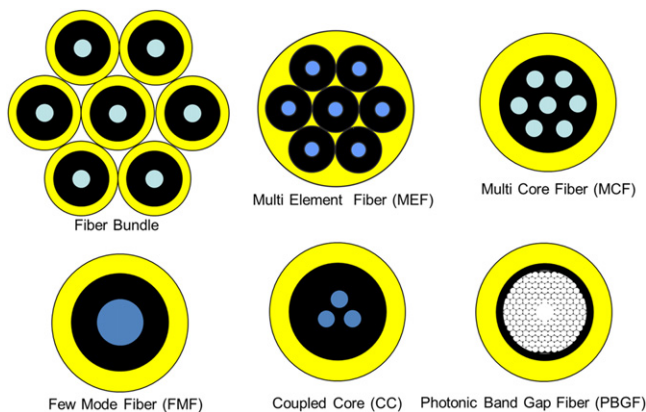 Fiber Bundle
Multi Element Fiber (MEF)
Multi Core Fiber (MCF)
Few Mode Fiber (FMF)
Coupled Core (CC)
Photonic Band Gap Fiber (PBGF)